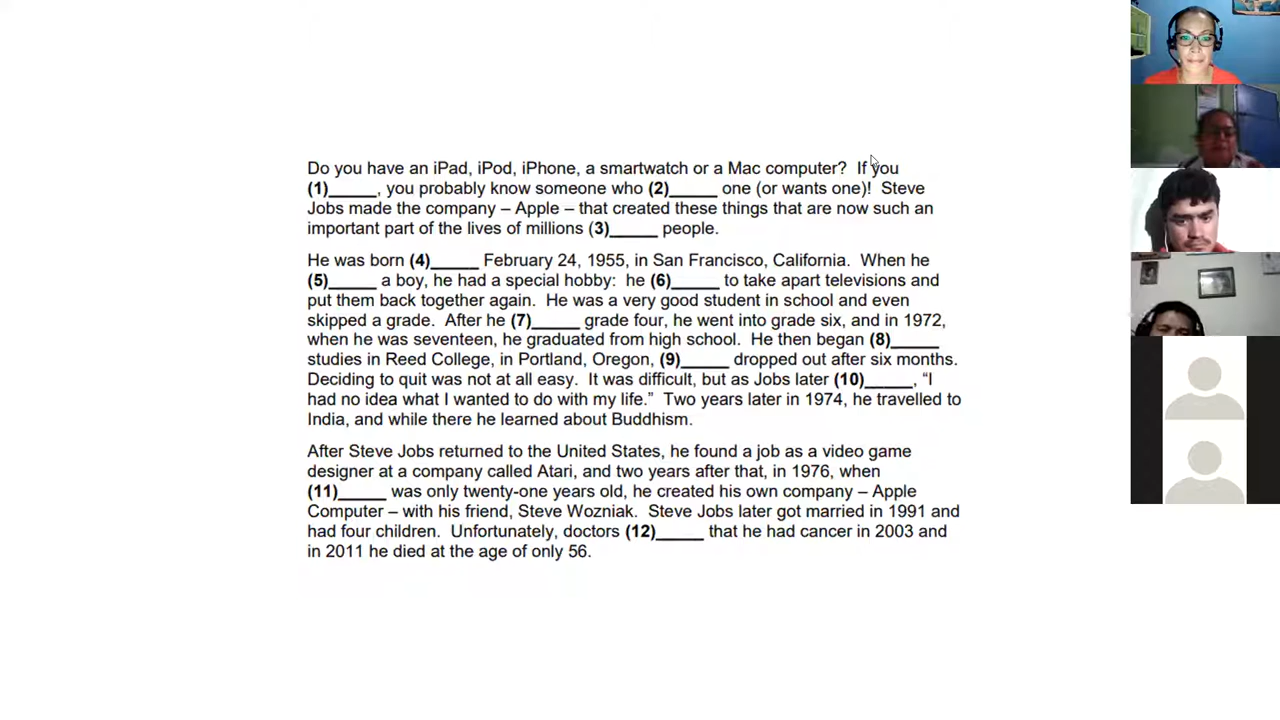 Do you have an iPad, iPod, iPhone, a smartwatch or a Mac computer?  If you
(1)_____, you probably know someone who (2)_____ one (or wants one)!  Steve
Jobs made the company – Apple – that created these things that are now such an
important part of the lives of millions (3)_____ people.
He was born (4)_____ February 24, 1955, in San Francisco, California.  When he
(5)_____ a boy, he had a special hobby:  he (6)_____ to take apart televisions and
put them back together again.  He was a very good student in school and even
skipped a grade.  After he (7)_____ grade four, he went into grade six, and in 1972,
when he was seventeen, he graduated from high school.  He then began (8)_____
studies in Reed College, in Portland, Oregon, (9)_____ dropped out after six months.
Deciding to quit was not at all easy.  It was difficult, but as Jobs later (10)_____, “I
had no idea what I wanted to do with my life.”  Two years later in 1974, he travelled to
India, and while there he learned about Buddhism.
After Steve Jobs returned to the United States, he found a job as a video game
designer at a company called Atari, and two years after that, in 1976, when
(11)_____ was only twenty-one years old, he created his own company – Apple
Computer – with his friend, Steve Wozniak.  Steve Jobs later got married in 1991 and
had four children.  Unfortunately, doctors (12)_____ that he had cancer in 2003 and
in 2011 he died at the age of only 56.